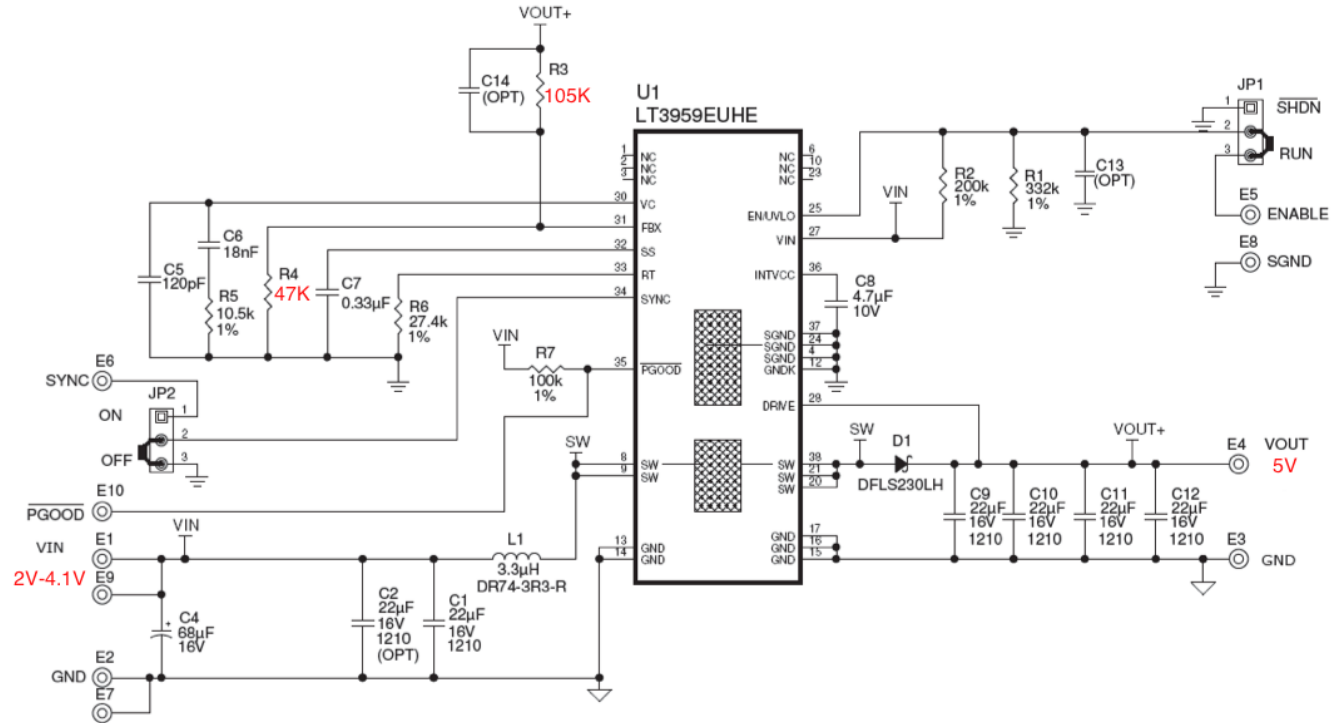 VOUT+
C14
(OPT)
R3
105K
U1
LT3959EUHE
JP1
1
SHDN
2
3
RUN
E5
ENABLE
E8
SGND
R2
200k
1%
R1
332k
1%
C13
(OPT)
VIN
1
NC
2
NC
3
NC
6
NC
10
NC
23
NC
30
VC
31
FBX
32
SS
33
RT
34
SYNC
35
PGOOD
8
SW
9
SW
13
GND
14
GND
EN/UVLO
25
VIN
27
INTVCC
36
SGND
37
SGND
24
SGND
4
GNDK
12
DRIVE
28
SW
38
SW
21
SW
20
GND
17
GND
16
GND
15
C8
4.7µF
10V
C6
18nF
C5
120pF
R5
10.5k
1%
R4
47K
C7
0.33µF
R6
27.4k
1%
VIN
R7
100k
1%
E6
SYNC
JP2
ON
1
2
OFF
3
E10
PGOOD
SW
SW
D1
DFLS230LH
VOUT+
E4
VOUT
5V
C9
22µF
16V
1210
C10
22µF
16V
1210
C11
22µF
16V
1210
C12
22µF
16V
1210
E3
GND
VIN
E1
VIN
2V-4.1V
E9
L1
3.3µH
DR74-3R3-R
C4
+
68µF
16V
C2
22µF
16V
1210
(OPT)
C1
22µF
16V
1210
E2
GND
E7